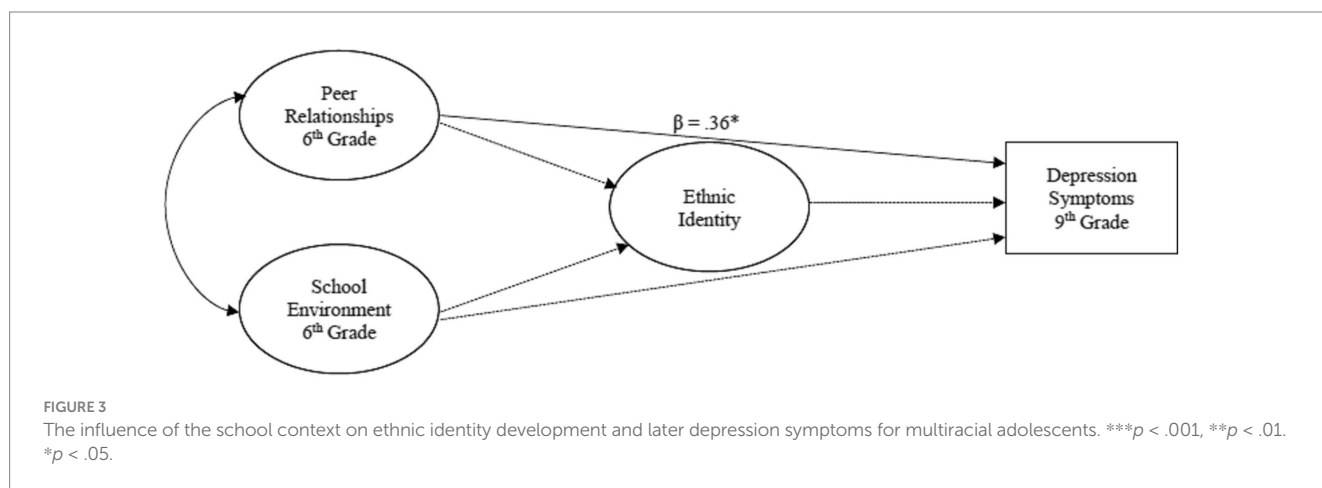 Peer
Relationships
6th Grade
β = .36*
Ethnic
Identity
Depression
Symptoms
9th Grade
School
Environment
6th Grade
FIGURE 3
The influence of the school context on ethnic identity development and later depression symptoms for multiracial adolescents. ***p < .001, **p < .01.
*p < .05.